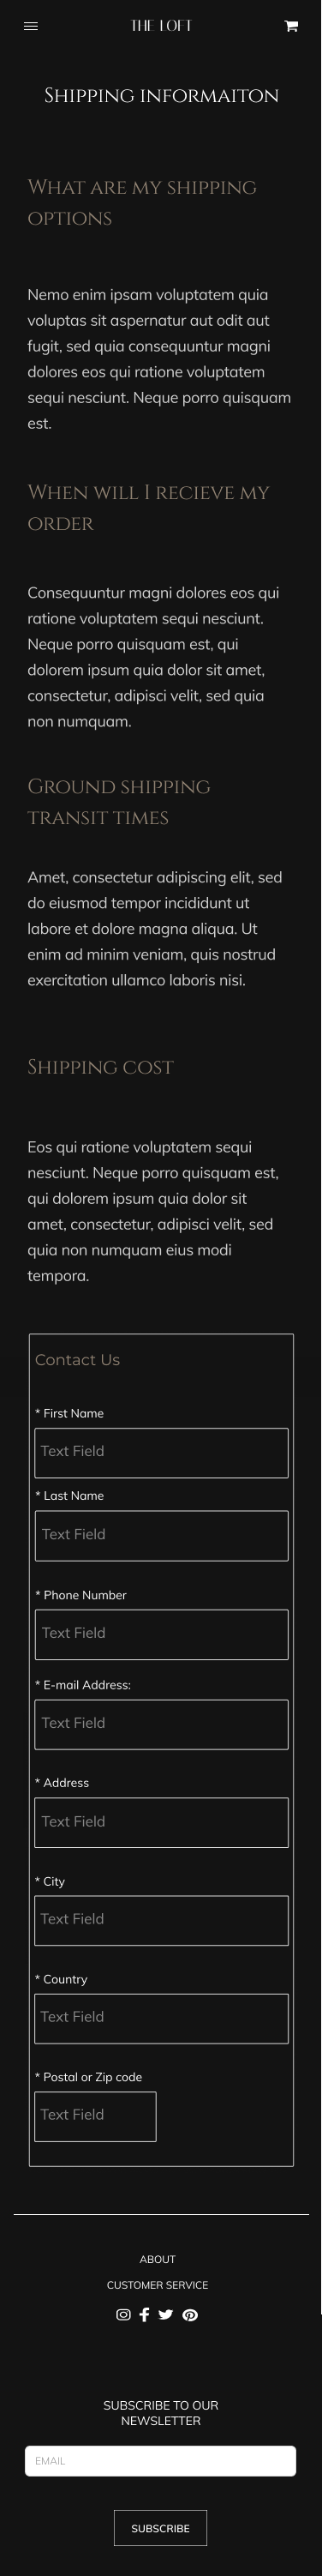 THE LOFT
Shipping informaiton
What are my shipping
options
Nemo enim ipsam voluptatem quia
voluptas sit aspernatur aut odit aut
fugit, sed quia consequuntur magni
dolores eos qui ratione voluptatem
sequi nesciunt. Neque porro quisquam
est.
When will I recieve my
order
Consequuntur magni dolores eos qui
ratione voluptatem sequi nesciunt.
Neque porro quisquam est, qui
dolorem ipsum quia dolor sit amet,
consectetur, adipisci velit, sed quia
non numquam.
Ground shipping
transit times
Amet, consectetur adipiscing elit, sed
do eiusmod tempor incididunt ut
labore et dolore magna aliqua. Ut
enim ad minim veniam, quis nostrud
exercitation ullamco laboris nisi.
Shipping cost
Eos qui ratione voluptatem sequi
nesciunt. Neque porro quisquam est,
qui dolorem ipsum quia dolor sit
amet, consectetur, adipisci velit, sed
quia non numquam eius modi
tempora.
Contact Us
* First Name
Text Field
* Last Name
Text Field
* Phone Number
Text Field
* E-mail Address:
Text Field
* Address
Text Field
* City
Text Field
* Country
Text Field
* Postal or Zip code
Text Field
ABOUT
CUSTOMER SERVICE
SUBSCRIBE TO OUR
NEWSLETTER
EMAIL
SUBSCRIBE